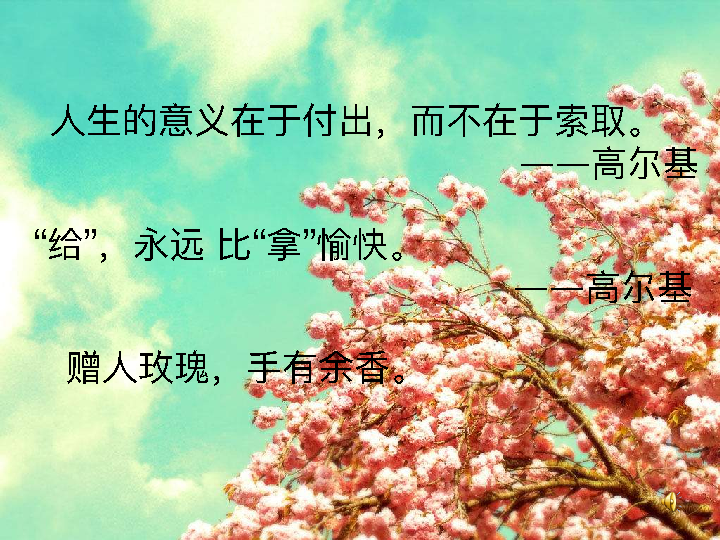 人生的意义在于付出，而不在于索取。
——高尔基
“给”，永远 比“拿”愉快。
——高尔基
赠人玫瑰，手有余香。